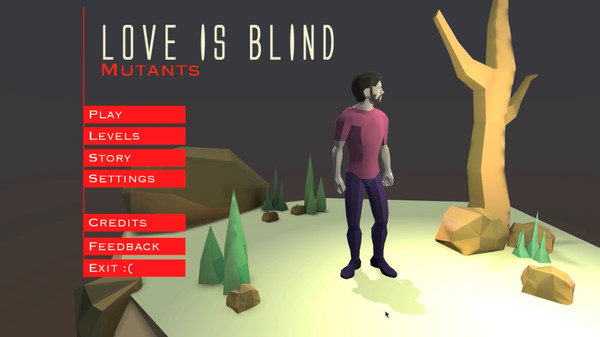 LOVE IS BLIND
MUTANTS
PLAY
LEVELS
STORY
SETTINGS
CREDITS
FEEDBACK
EXIT :(